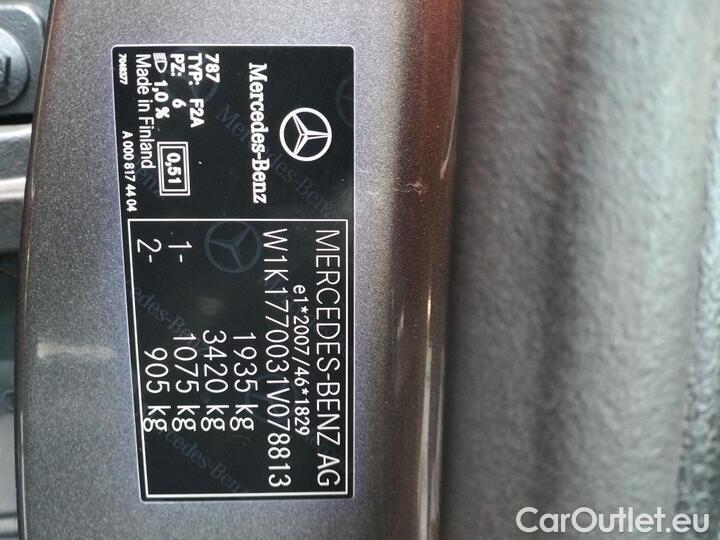 Mercedes-Benz
787
TYP: F2A
PZ: 6
1,0 % 0,51
Made in Finland
7648377
A 000 817 44 04
MERCEDES-BENZ AG
e1*2007/46*1829
W1K1770031V078813
1935 kg
3420 kg
1- 1075 kg
2- 905 kg
CarOutlet.eu